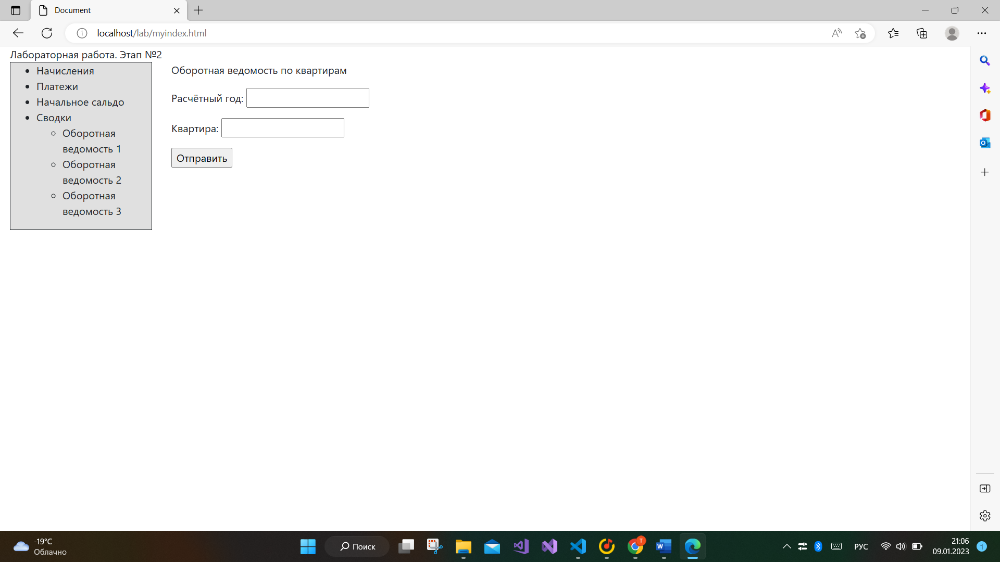 Document
localhost/lab/myindex.html
Лабораторная работа. Этап №2
Начисления
Платежи
Начальное сальдо
Сводки
Оборотная
ведомость 1
Оборотная
ведомость 2
Оборотная
ведомость 3
Оборотная ведомость по квартирам
Расчётный год:
Квартира:
Отправить
-19°C
Облачно
Поиск
T
РУС
21:06
09.01.2023
1